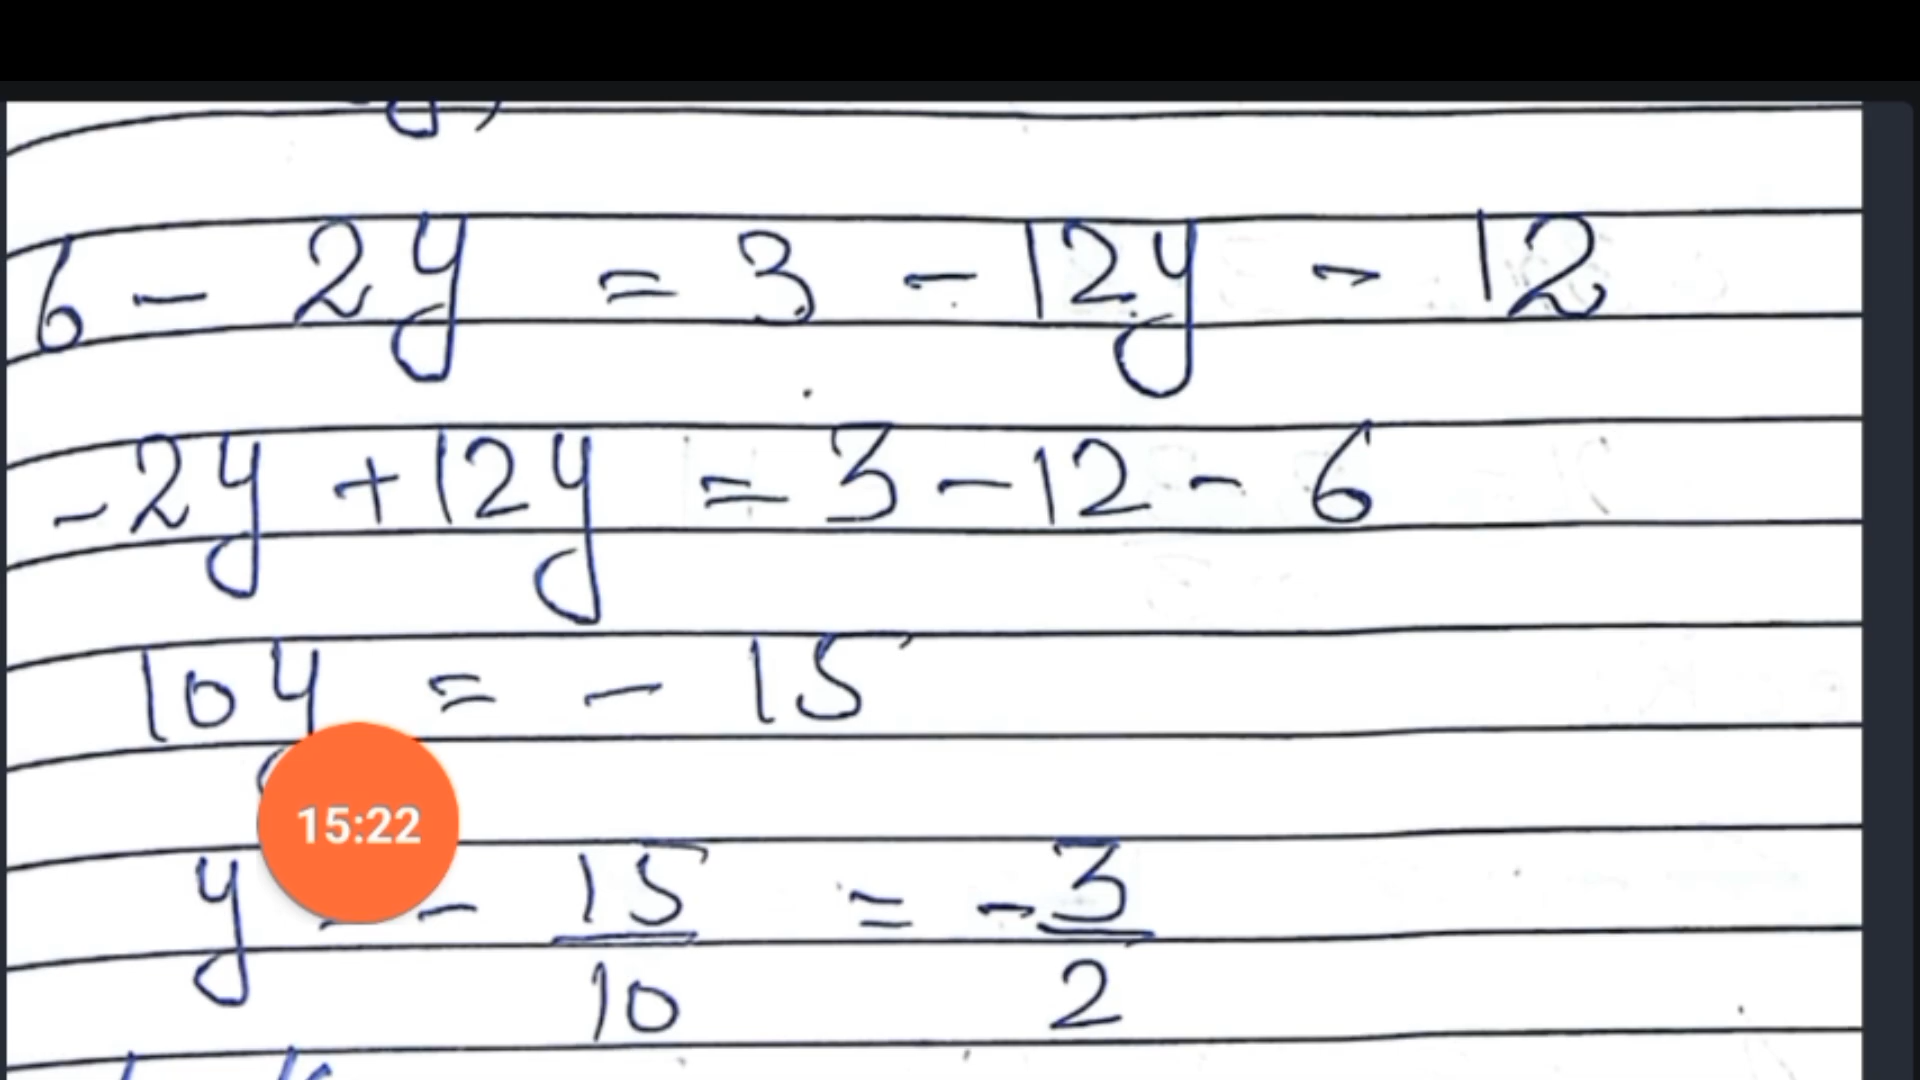 6 - 2y = 3 - 12y - 12
-2y + 12y = 3 - 12 - 6
10y = - 15
15:22
y = - 15/10 = - 3/2